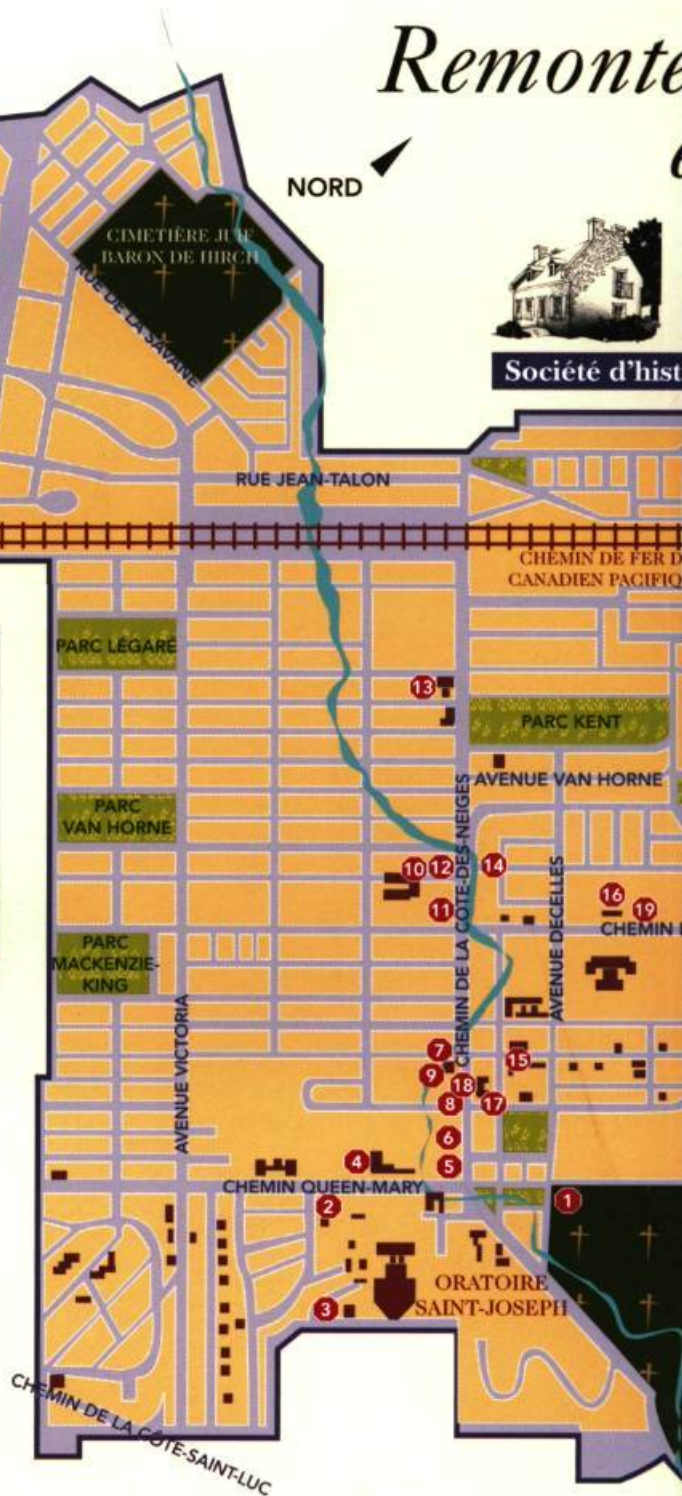 Remonte
NORD
CIMETIÈRE JUIF
BARON DE HIRCH
RUE DE LA SAVANE
Société d'hist
RUE JEAN-TALON
CHEMIN DE FER D
CANADIEN PACIFIQ
PARC LÉGARÉ
13
PARC KENT
AVENUE VAN HORNE
PARC
VAN HORNE
CHEMIN DE LA CÔTE-DES-NEIGES
10
12
14
11
AVENUE DECELLES
16
19
CHEMIN
PARC
MACKENZIE-
KING
AVENUE VICTORIA
7
15
9
18
8
17
6
4
5
CHEMIN QUEEN-MARY
2
1
ORATOIRE
SAINT-JOSEPH
3
CHEMIN DE LA CÔTE-SAINT-LUC